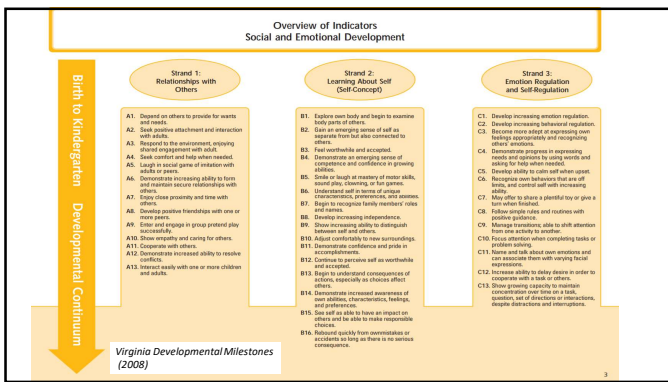 Overview of Indicators
Social and Emotional Development
Birth to Kindergarten Developmental Continuum
Strand 1:
Relationships with
Others
A1. Depend on others to provide for wants
and needs.
A2. Seek positive attachment and interaction
with adults.
A3. Respond to the environment, enjoying
shared engagement with adult.
A4. Seek comfort and help when needed.
A5. Laugh in social game of imitation with
adults or peers.
A6. Demonstrate increasing ability to form
and maintain secure relationships with
others.
A7. Enjoy close proximity and time with
others.
A8. Develop positive friendships with one or
more peers.
A9. Enter and engage in group pretend play
successfully.
A10. Show empathy and caring for others.
A11. Cooperate with others.
A12. Demonstrate increased ability to resolve
conflicts.
A13. Interact easily with one or more children
and adults.
Strand 2:
Learning About Self
(Self-Concept)
B1. Explore own body and begin to examine
body parts of others.
B2. Gain an emerging sense of self as
separate from but also connected to
others.
B3. Feel worthwhile and accepted.
B4. Demonstrate an emerging sense of
competence and confidence in growing
abilities.
B5. Smile or laugh at mastery of motor skills,
sound play, clowning, or fun games.
B6. Understand self in terms of unique
characteristics, preferences, and abilities.
B7. Begin to recognize family members' roles
and names.
B8. Develop increasing independence.
B9. Show increasing ability to distinguish
between self and others.
B10. Adjust comfortably to new surroundings.
B11. Demonstrate confidence and pride in
accomplishments.
B12. Continue to perceive self as worthwhile
and accepted.
B13. Begin to understand consequences of
actions, especially as choices affect
others.
B14. Demonstrate increased awareness of
own abilities, characteristics, feelings,
and preferences.
B15. See self as able to have an impact on
others and be able to make responsible
choices.
B16. Rebound quickly from ownmistakes or
accidents so long as there is no serious
consequence.
Strand 3:
Emotion Regulation
and Self-Regulation
C1. Develop increasing emotion regulation.
C2. Develop increasing behavioral regulation.
C3. Become more adept at expressing own
feelings appropriately and recognizing
others' emotions.
C4. Demonstrate progress in expressing
needs and opinions by using words and
asking for help when needed.
C5. Develop ability to calm self when upset.
C6. Recognize own behaviors that are off
limits, and control self with increasing
ability.
C7. May offer to share a plentiful toy or give a
turn when finished.
C8. Follow simple rules and routines with
positive guidance.
C9. Manage transitions; able to shift attention
from one activity to another.
C10. Focus attention when completing tasks or
problem solving.
C11. Name and talk about own emotions and
can associate them with varying facial
expressions.
C12. Increase ability to delay desire in order to
cooperate with a task or others.
C13. Show growing capacity to maintain
concentration over time on a task,
question, set of directions or interactions,
despite distractions and interruptions.
Virginia Developmental Milestones
(2008)
3